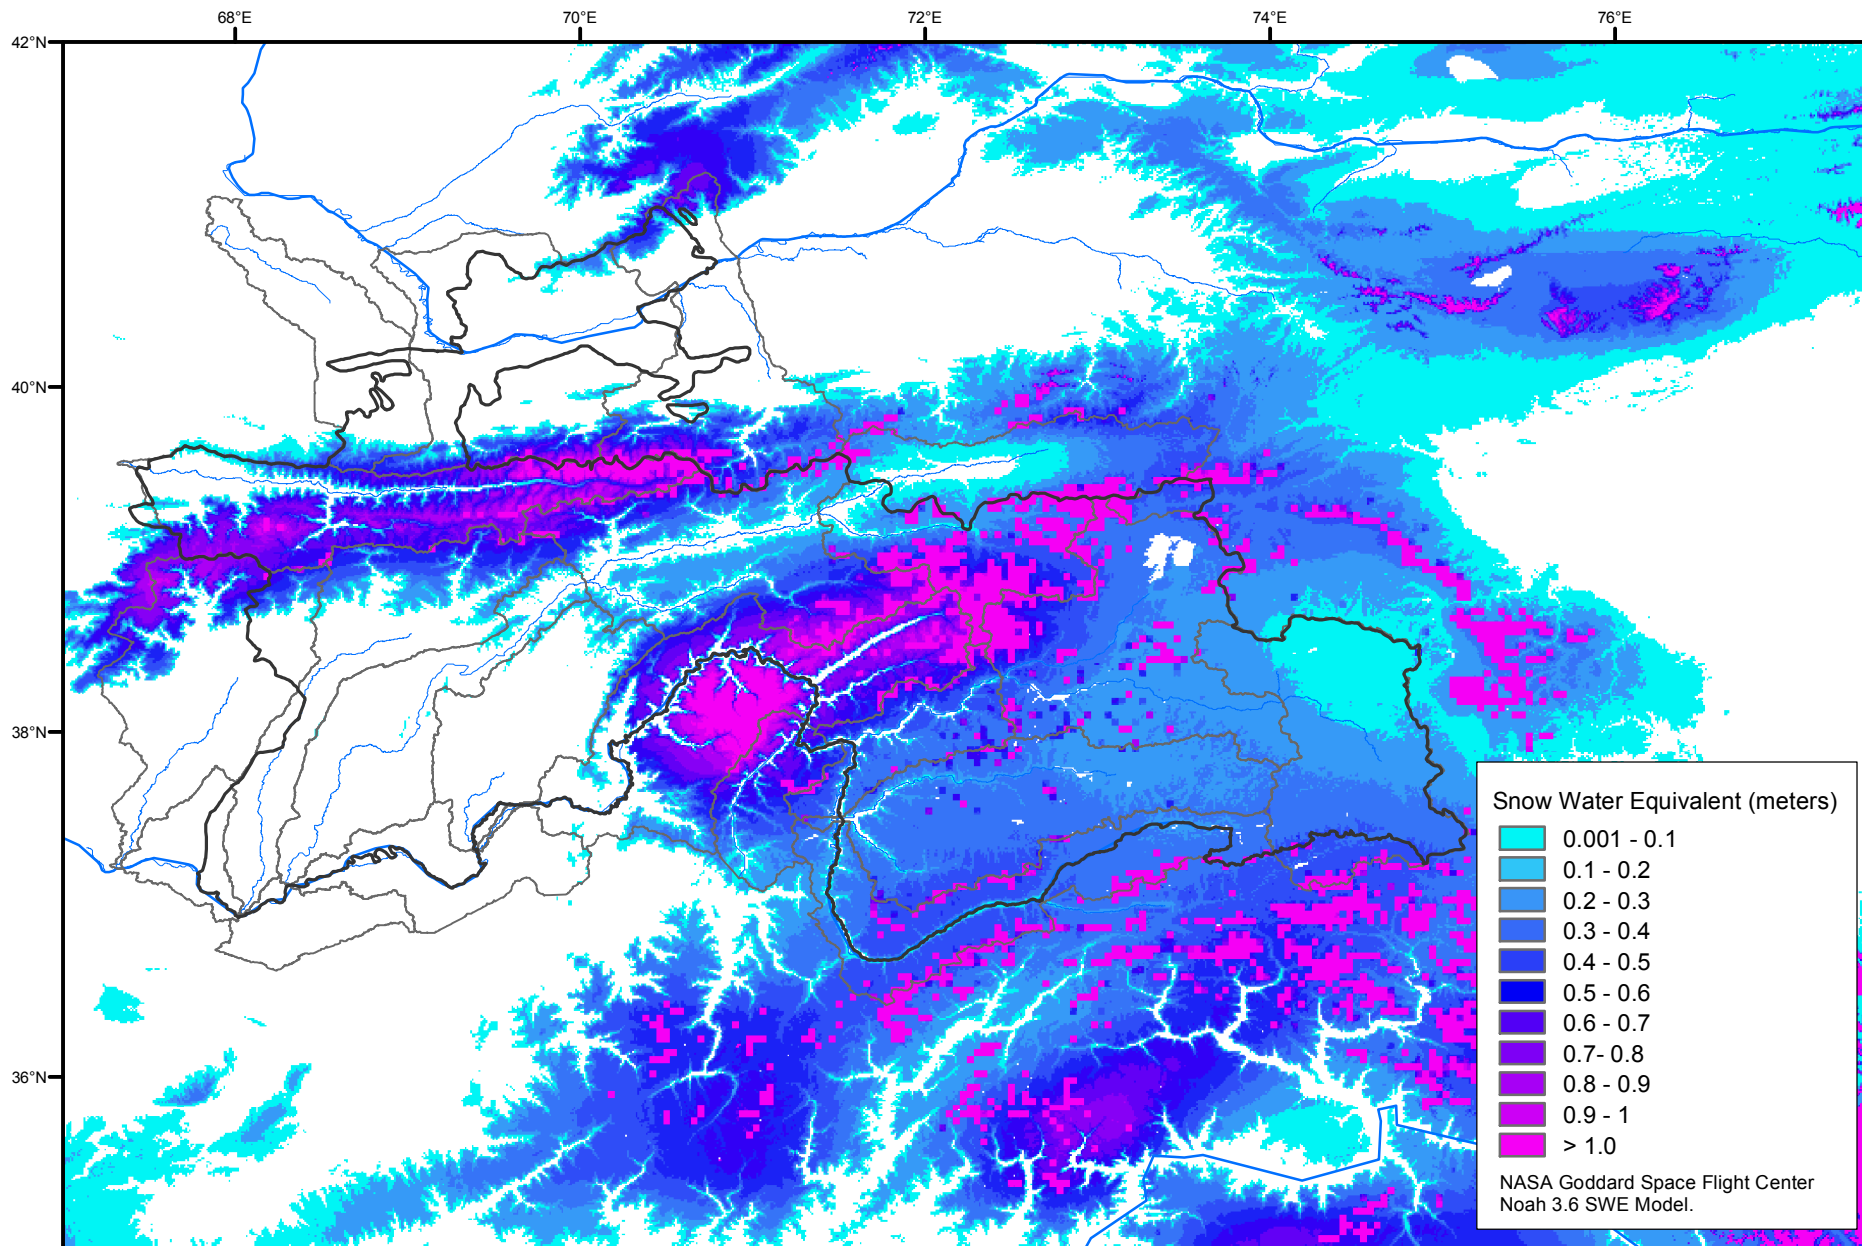 68°E
70°E
72°E
74°E
76°E
42°N
40°N
38°N
36°N
Snow Water Equivalent (meters)
0.001 - 0.1
0.1 - 0.2
0.2 - 0.3
0.3 - 0.4
0.4 - 0.5
0.5 - 0.6
0.6 - 0.7
0.7- 0.8
0.8 - 0.9
0.9 - 1
> 1.0
NASA Goddard Space Flight Center
Noah 3.6 SWE Model.